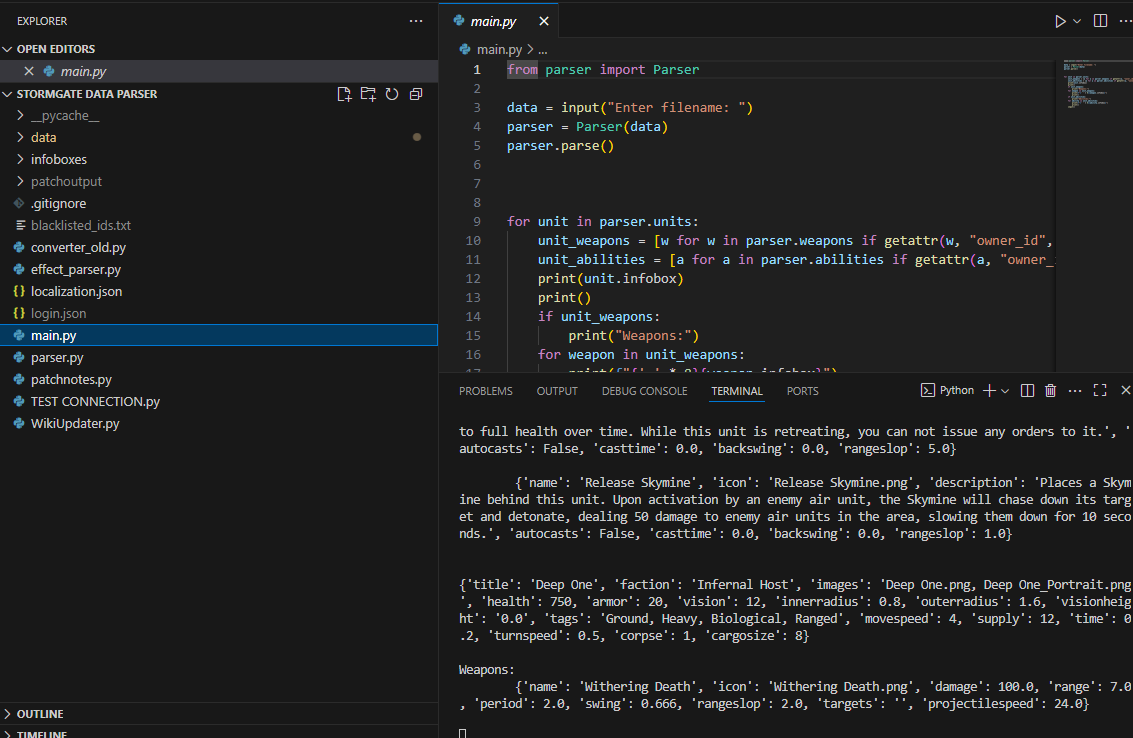 EXPLORER
OPEN EDITORS
main.py
STORMGATE DATA PARSER
__pycache__
data
infoboxes
patchoutput
.gitignore
blacklisted_ids.txt
converter_old.py
effect_parser.py
localization.json
login.json
main.py
parser.py
patchnotes.py
TEST CONNECTION.py
WikiUpdater.py
OUTLINE
TIMELINE
main.py
main.py > ...
1 from parser import Parser
2
3 data = input("Enter filename: ")
4 parser = Parser(data)
5 parser.parse()
6
7
8
9 for unit in parser.units:
10 unit_weapons = [w for w in parser.weapons if getattr(w, "owner_id",
11 unit_abilities = [a for a in parser.abilities if getattr(a, "owner_
12 print(unit.infobox)
13 print()
14 if unit_weapons:
15 print("Weapons:")
16 for weapon in unit_weapons:
PROBLEMS OUTPUT DEBUG CONSOLE TERMINAL PORTS Python
to full health over time. While this unit is retreating, you can not issue any orders to it.', '
autocasts': False, 'casttime': 0.0, 'backswing': 0.0, 'rangeslop': 5.0}
{'name': 'Release Skymine', 'icon': 'Release Skymine.png', 'description': 'Places a Skym
ine behind this unit. Upon activation by an enemy air unit, the Skymine will chase down its targ
et and detonate, dealing 50 damage to enemy air units in the area, slowing them down for 10 seco
nds.', 'autocasts': False, 'casttime': 0.0, 'backswing': 0.0, 'rangeslop': 1.0}
{'title': 'Deep One', 'faction': 'Infernal Host', 'images': 'Deep One.png, Deep One_Portrait.png
', 'health': 750, 'armor': 20, 'vision': 12, 'innerradius': 0.8, 'outerradius': 1.6, 'visionheig
ht': '0.0', 'tags': 'Ground, Heavy, Biological, Ranged', 'movespeed': 4, 'supply': 12, 'time': 0
.2, 'turnspeed': 0.5, 'corpse': 1, 'cargosize': 8}
Weapons:
{'name': 'Withering Death', 'icon': 'Withering Death.png', 'damage': 100.0, 'range': 7.0
, 'period': 2.0, 'swing': 0.666, 'rangeslop': 2.0, 'targets': '', 'projectilespeed': 24.0}